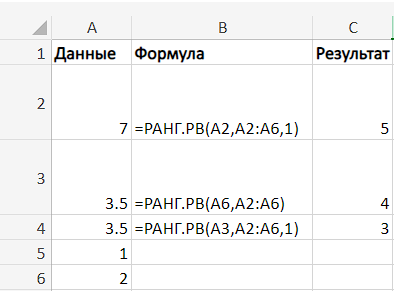 A B C
1 Данные Формула Результат
2 7 =РАНГ.РВ(A2,A2:A6,1) 5
3 3.5 =РАНГ.РВ(A6,A2:A6) 4
4 3.5 =РАНГ.РВ(A3,A2:A6,1) 3
5 1
6 2